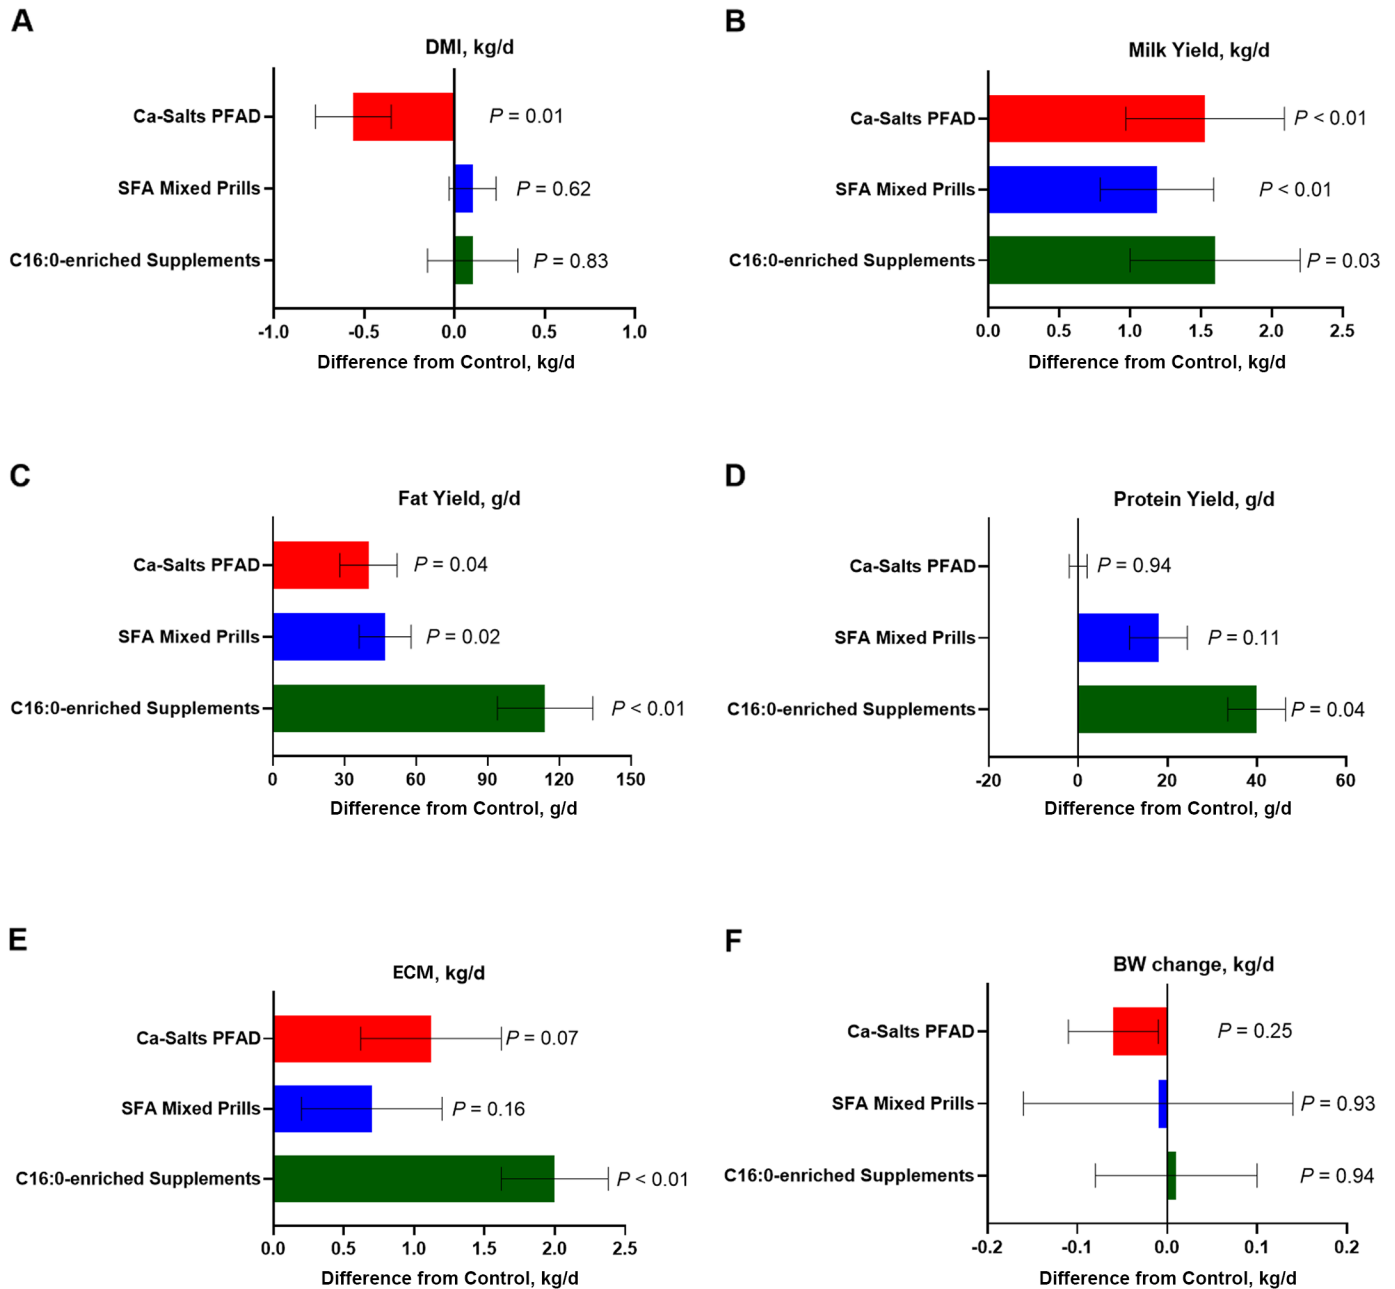 A
DMI, kg/d
Ca-Salts PFAD
P = 0.01
SFA Mixed Prills
P = 0.62
C16:0-enriched Supplements
P = 0.83
-1.0 -0.5 0.0 0.5 1.0
Difference from Control, kg/d
B
Milk Yield, kg/d
Ca-Salts PFAD
P < 0.01
SFA Mixed Prills
P < 0.01
C16:0-enriched Supplements
P = 0.03
0.0 0.5 1.0 1.5 2.0 2.5
Difference from Control, kg/d
C
Fat Yield, g/d
Ca-Salts PFAD
P = 0.04
SFA Mixed Prills
P = 0.02
C16:0-enriched Supplements
P < 0.01
0 30 60 90 120 150
Difference from Control, g/d
D
Protein Yield, g/d
Ca-Salts PFAD
P = 0.94
SFA Mixed Prills
P = 0.11
C16:0-enriched Supplements
P = 0.04
-20 0 20 40 60
Difference from Control, g/d
E
ECM, kg/d
Ca-Salts PFAD
P = 0.07
SFA Mixed Prills
P = 0.16
C16:0-enriched Supplements
P < 0.01
0.0 0.5 1.0 1.5 2.0 2.5
Difference from Control, kg/d
F
BW change, kg/d
Ca-Salts PFAD
P = 0.25
SFA Mixed Prills
P = 0.93
C16:0-enriched Supplements
P = 0.94
-0.2 -0.1 0.0 0.1 0.2
Difference from Control, kg/d